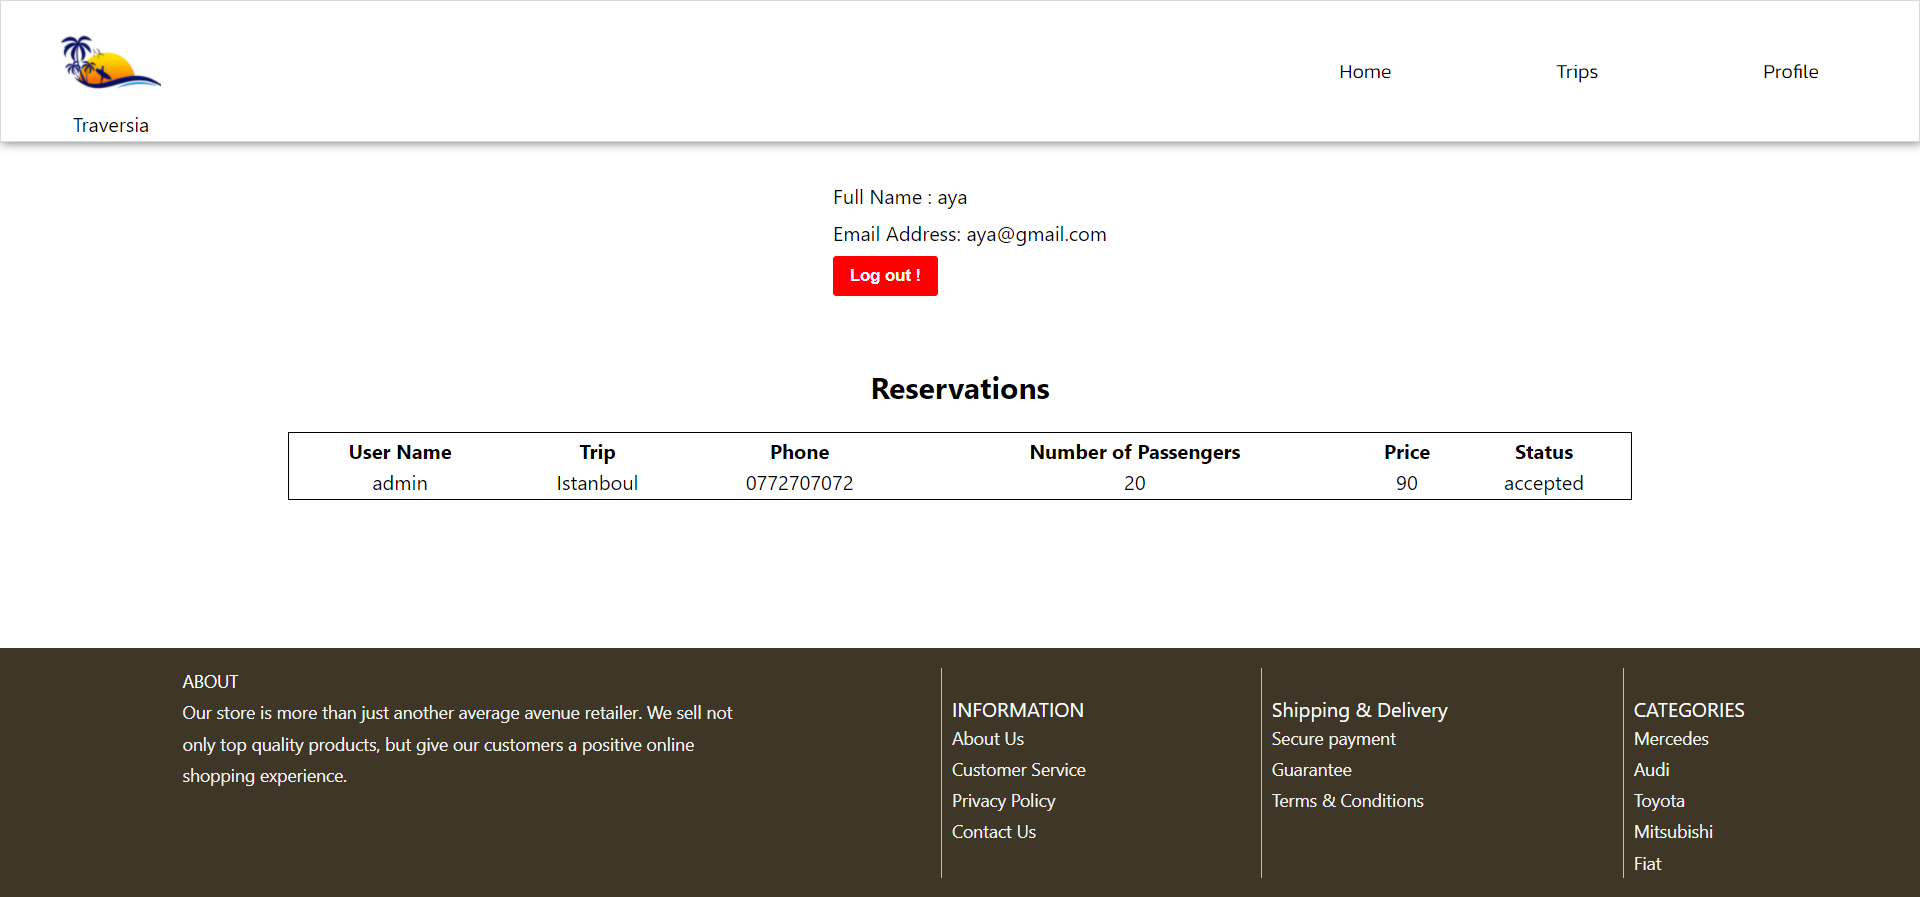 Traversia
Home Trips Profile
Full Name : aya
Email Address: aya@gmail.com
Log out !
Reservations
User Name Trip Phone Number of Passengers Price Status
admin Istanboul 0772707072 20 90 accepted
ABOUT
Our store is more than just another average avenue retailer. We sell not
only top quality products, but give our customers a positive online
shopping experience.
INFORMATION
About Us
Customer Service
Privacy Policy
Contact Us
Shipping & Delivery
Secure payment
Guarantee
Terms & Conditions
CATEGORIES
Mercedes
Audi
Toyota
Mitsubishi
Fiat